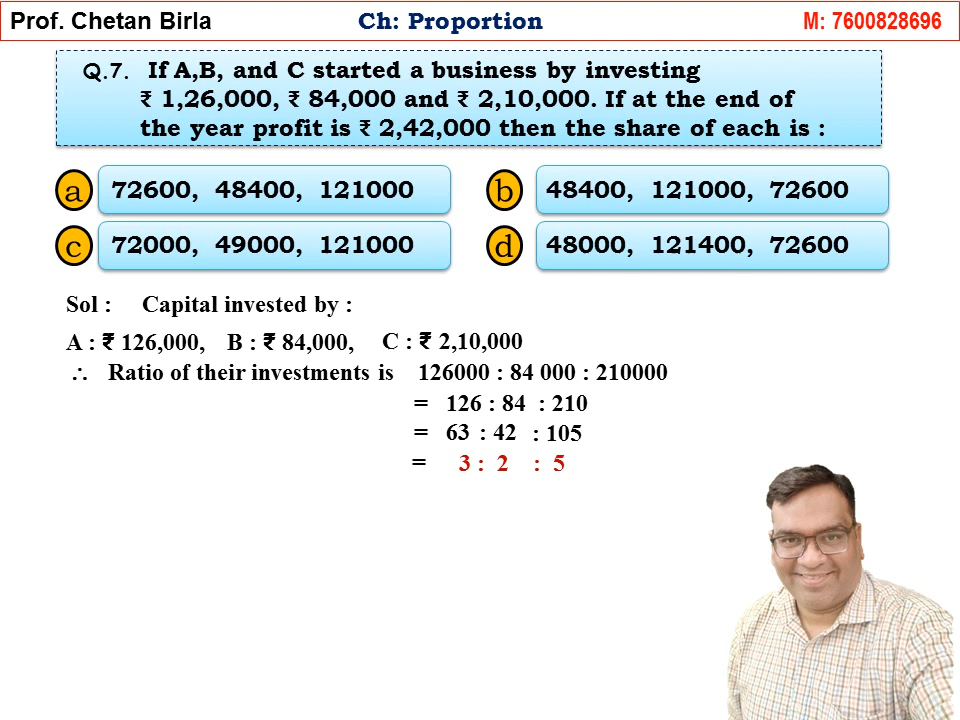 Prof. Chetan Birla Ch: Proportion M: 7600828696
Q.7. If A,B, and C started a business by investing
₹ 1,26,000, ₹ 84,000 and ₹ 2,10,000. If at the end of
the year profit is ₹ 2,42,000 then the share of each is :
a 72600, 48400, 121000
b 48400, 121000, 72600
c 72000, 49000, 121000
d 48000, 121400, 72600
Sol : Capital invested by :
A : ₹ 126,000, B : ₹ 84,000, C : ₹ 2,10,000
∴ Ratio of their investments is 126000 : 84 000 : 210000
= 126 : 84 : 210
= 63 : 42 : 105
= 3 : 2 : 5